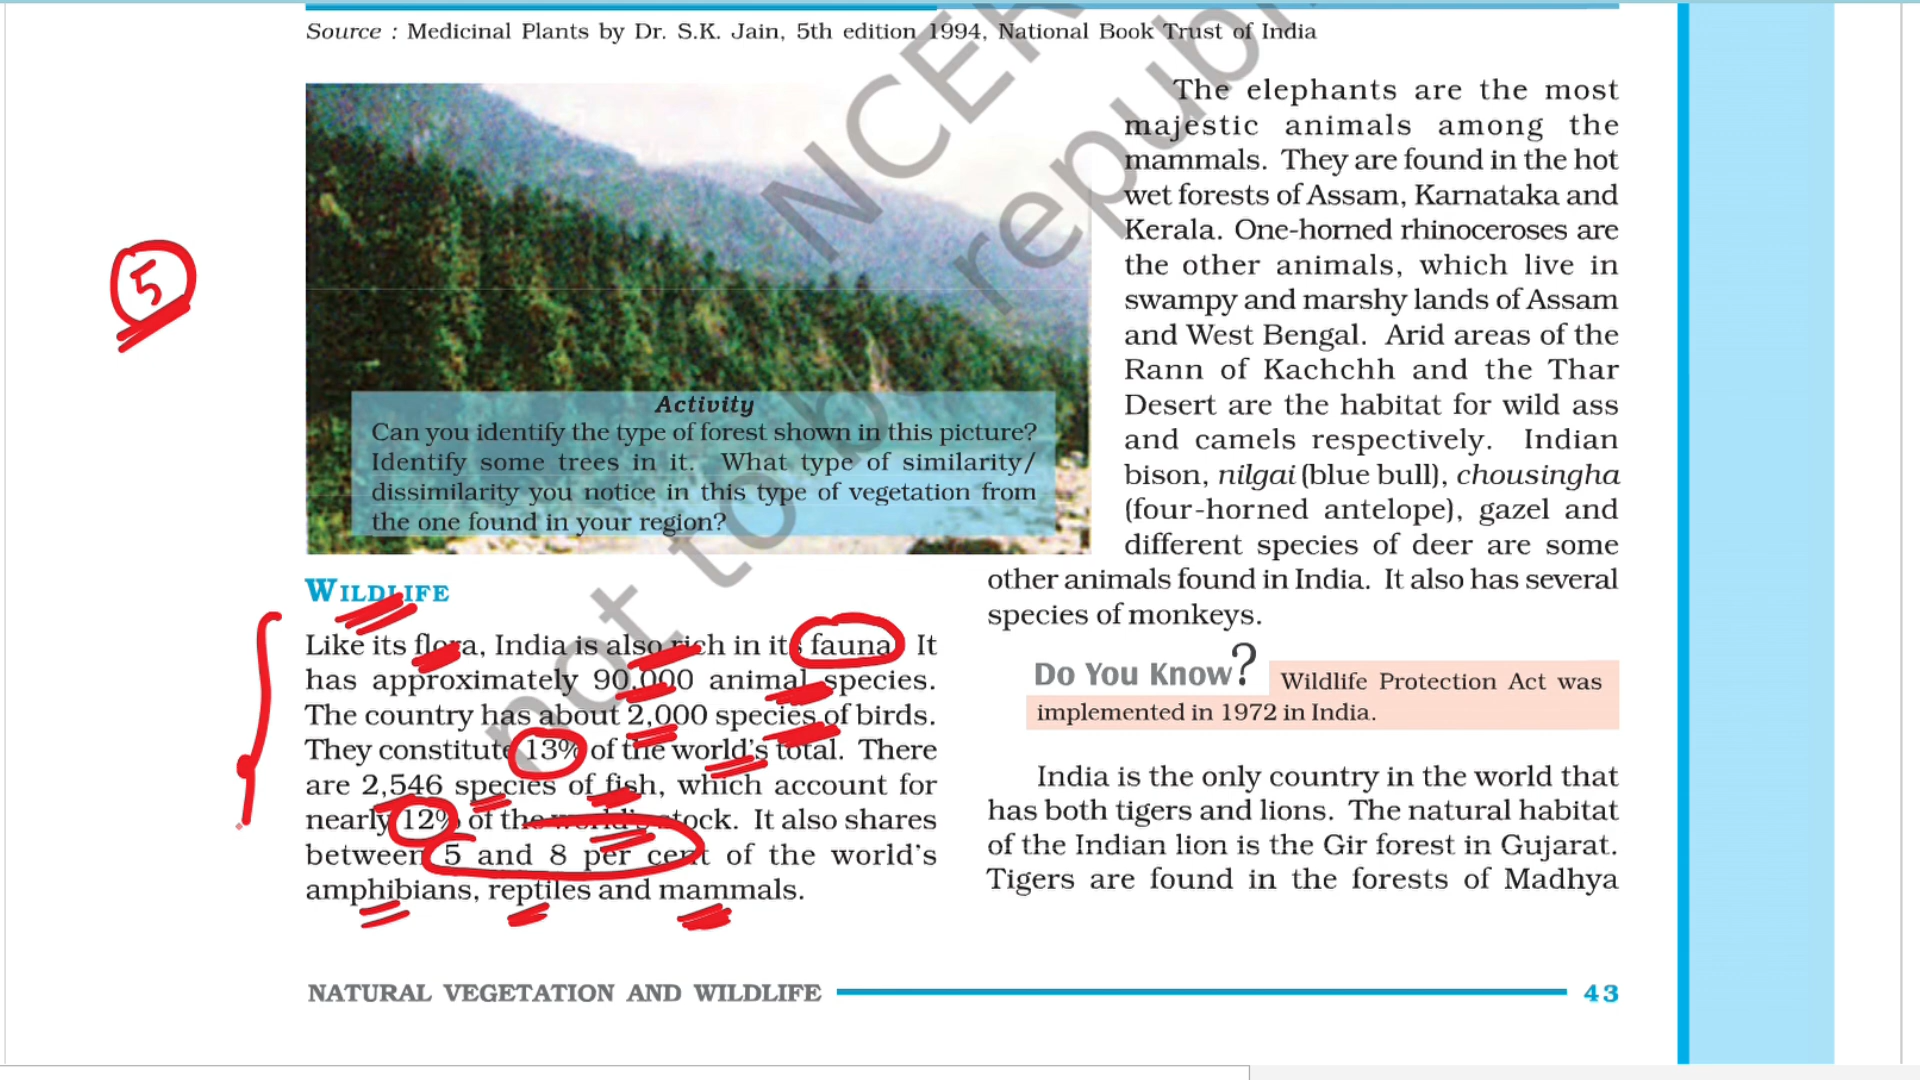 Source : Medicinal Plants by Dr. S.K. Jain, 5th edition 1994, National Book Trust of India
5
Activity
Can you identify the type of forest shown in this picture?
Identify some trees in it. What type of similarity/
dissimilarity you notice in this type of vegetation from
the one found in your region?
WILDLIFE
Like its flora, India is also rich in its fauna. It
has approximately 90,000 animal species.
The country has about 2,000 species of birds.
They constitute 13% of the world's total. There
are 2,546 species of fish, which account for
nearly 12% of the world's stock. It also shares
between 5 and 8 per cent of the world's
amphibians, reptiles and mammals.
The elephants are the most
majestic animals among the
mammals. They are found in the hot
wet forests of Assam, Karnataka and
Kerala. One-horned rhinoceroses are
the other animals, which live in
swampy and marshy lands of Assam
and West Bengal. Arid areas of the
Rann of Kachchh and the Thar
Desert are the habitat for wild ass
and camels respectively. Indian
bison, nilgai (blue bull), chousingha
(four-horned antelope), gazel and
different species of deer are some
other animals found in India. It also has several
species of monkeys.
Do You Know? Wildlife Protection Act was
implemented in 1972 in India.
India is the only country in the world that
has both tigers and lions. The natural habitat
of the Indian lion is the Gir forest in Gujarat.
Tigers are found in the forests of Madhya
NATURAL VEGETATION AND WILDLIFE 43
NCER
not to be republ